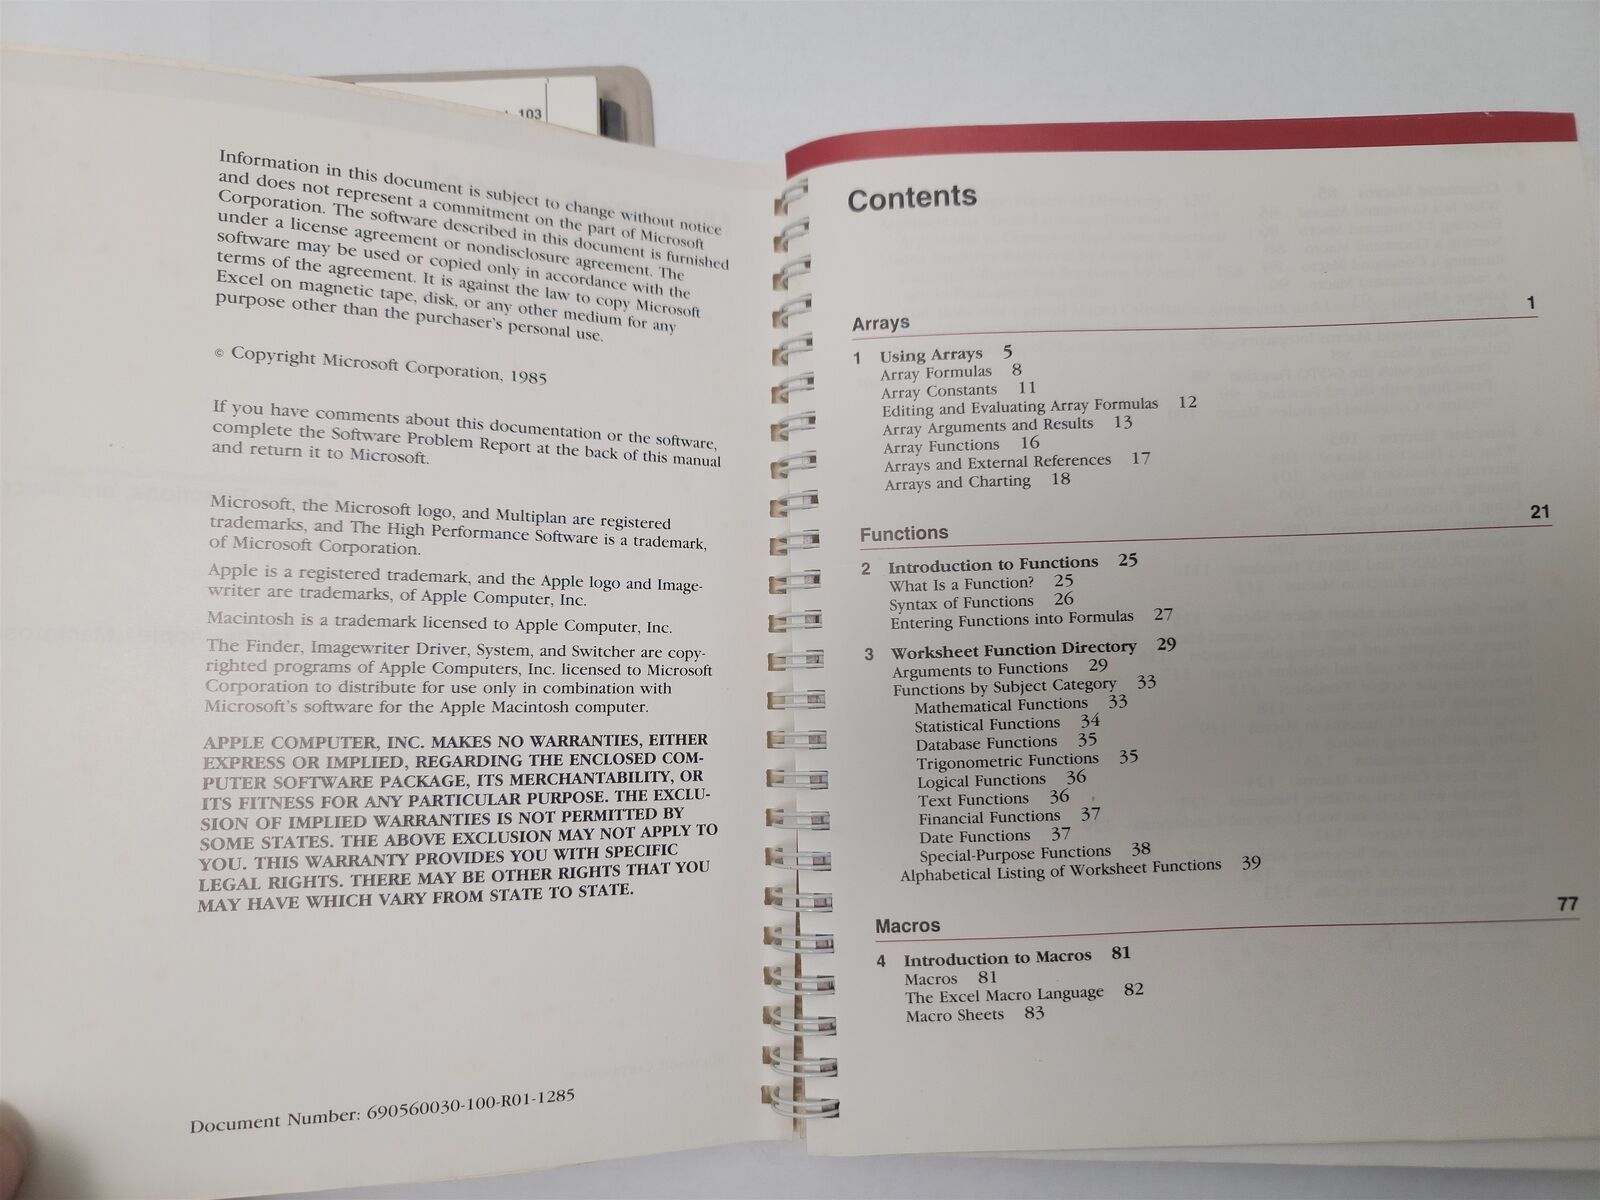 103
Information in this document is subject to change without notice
and does not represent a commitment on the part of Microsoft
Corporation. The software described in this document is furnished
under a license agreement or nondisclosure agreement. The
software may be used or copied only in accordance with the
terms of the agreement. It is against the law to copy Microsoft
Excel on magnetic tape, disk, or any other medium for any
purpose other than the purchaser's personal use.
© Copyright Microsoft Corporation, 1985
If you have comments about this documentation or the software,
complete the Software Problem Report at the back of this manual
and return it to Microsoft.
Microsoft, the Microsoft logo, and Multiplan are registered
trademarks, and The High Performance Software is a trademark,
of Microsoft Corporation.
Apple is a registered trademark, and the Apple logo and Image-
writer are trademarks, of Apple Computer, Inc.
Macintosh is a trademark licensed to Apple Computer, Inc.
The Finder, Imagewriter Driver, System, and Switcher are copy-
righted programs of Apple Computers, Inc. licensed to Microsoft
Corporation to distribute for use only in combination with
Microsoft's software for the Apple Macintosh computer.
APPLE COMPUTER, INC. MAKES NO WARRANTIES, EITHER
EXPRESS OR IMPLIED, REGARDING THE ENCLOSED COM-
PUTER SOFTWARE PACKAGE, ITS MERCHANTABILITY, OR
ITS FITNESS FOR ANY PARTICULAR PURPOSE. THE EXCLU-
SION OF IMPLIED WARRANTIES IS NOT PERMITTED BY
SOME STATES. THE ABOVE EXCLUSION MAY NOT APPLY TO
YOU. THIS WARRANTY PROVIDES YOU WITH SPECIFIC
LEGAL RIGHTS. THERE MAY BE OTHER RIGHTS THAT YOU
MAY HAVE WHICH VARY FROM STATE TO STATE.
Document Number: 690560030-100-R01-1285
Contents
Arrays 1
1 Using Arrays 5
Array Formulas 8
Array Constants 11
Editing and Evaluating Array Formulas 12
Array Arguments and Results 13
Array Functions 16
Arrays and External References 17
Arrays and Charting 18
Functions 21
2 Introduction to Functions 25
What Is a Function? 25
Syntax of Functions 26
Entering Functions into Formulas 27
3 Worksheet Function Directory 29
Arguments to Functions 29
Functions by Subject Category 33
Mathematical Functions 33
Statistical Functions 34
Database Functions 35
Trigonometric Functions 35
Logical Functions 36
Text Functions 36
Financial Functions 37
Date Functions 37
Special-Purpose Functions 38
Alphabetical Listing of Worksheet Functions 39
Macros 77
4 Introduction to Macros 81
Macros 81
The Excel Macro Language 82
Macro Sheets 83